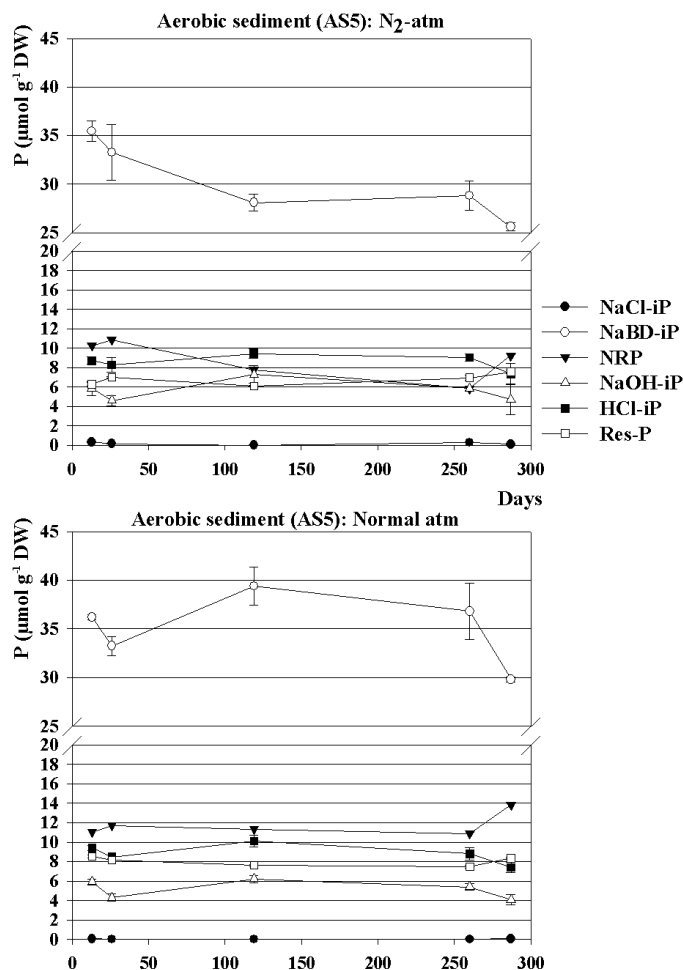 Aerobic sediment (AS5): N2-atm
P (µmol g-1 DW)
45
40
35
30
25
20
18
16
14
12
10
8
6
4
2
0
0 50 100 150 200 250 300
Days
NaCl-iP
NaBD-iP
NRP
NaOH-iP
HCl-iP
Res-P
Aerobic sediment (AS5): Normal atm
P (µmol g-1 DW)
45
40
35
30
25
20
18
16
14
12
10
8
6
4
2
0
0 50 100 150 200 250 300
Days